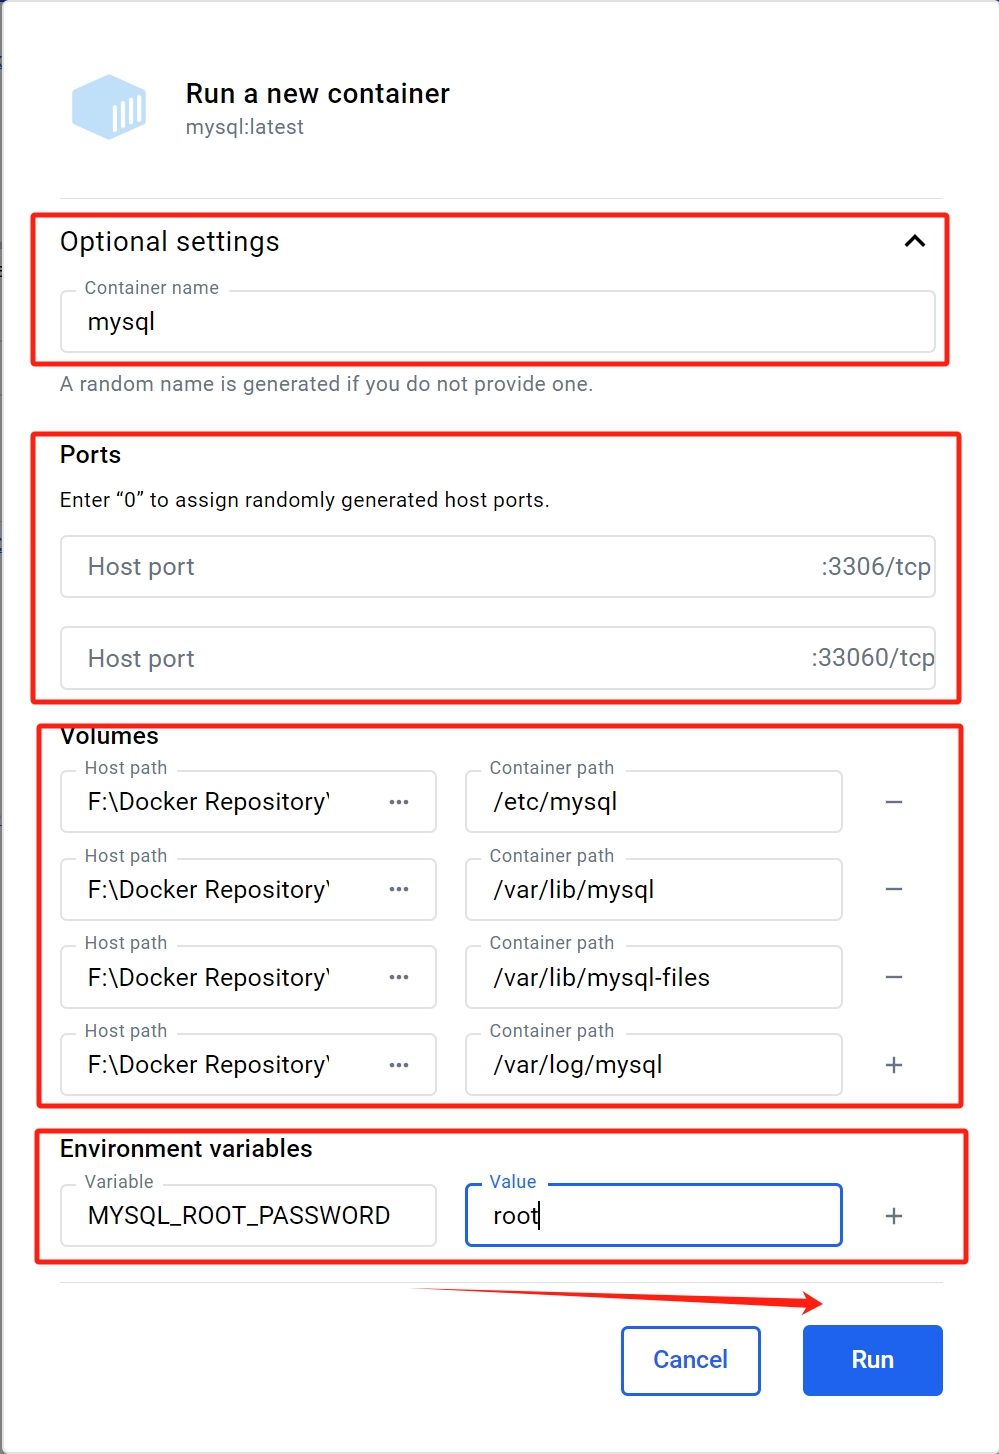 Run a new container
mysql:latest
Optional settings
Container name
mysql
A random name is generated if you do not provide one.
Ports
Enter “0” to assign randomly generated host ports.
Host port :3306/tcp
Host port :33060/tcp
Volumes
Host path Container path
F:\Docker Repository\ ··· /etc/mysql −
Host path Container path
F:\Docker Repository\ ··· /var/lib/mysql −
Host path Container path
F:\Docker Repository\ ··· /var/lib/mysql-files −
Host path Container path
F:\Docker Repository\ ··· /var/log/mysql +
Environment variables
Variable Value
MYSQL_ROOT_PASSWORD root +
Cancel Run